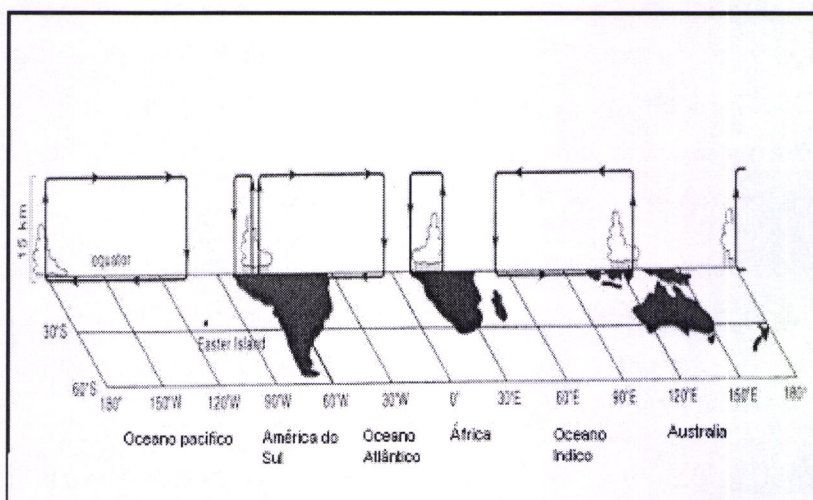 15 km
equator
30°S
Easter Island
60°S
180° 150°W 120°W 90°W 60°W 30°W 0° 30°E 60°E 90°E 120°E 150°E 180°
Oceano pacifico
América do
Sul
Oceano
Atlântico
África
Oceano
Indico
Australia